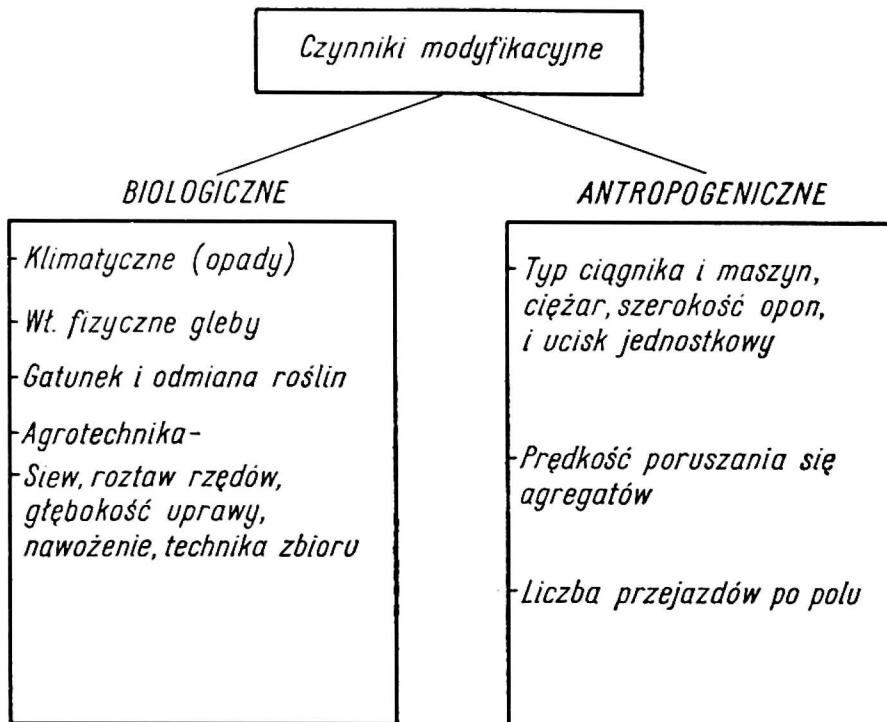 Czynniki modyfikacyjne
BIOLOGICZNE
- Klimatyczne (opady)
- Wł. fizyczne gleby
- Gatunek i odmiana roślin
- Agrotechnika-
- Siew, roztaw rzędów,
głębokość uprawy,
nawożenie, technika zbioru
ANTROPOGENICZNE
- Typ ciągnika i maszyn,
ciężar, szerokość opon,
i ucisk jednostkowy
- Prędkość poruszania się
agregatów
- Liczba przejazdów po polu